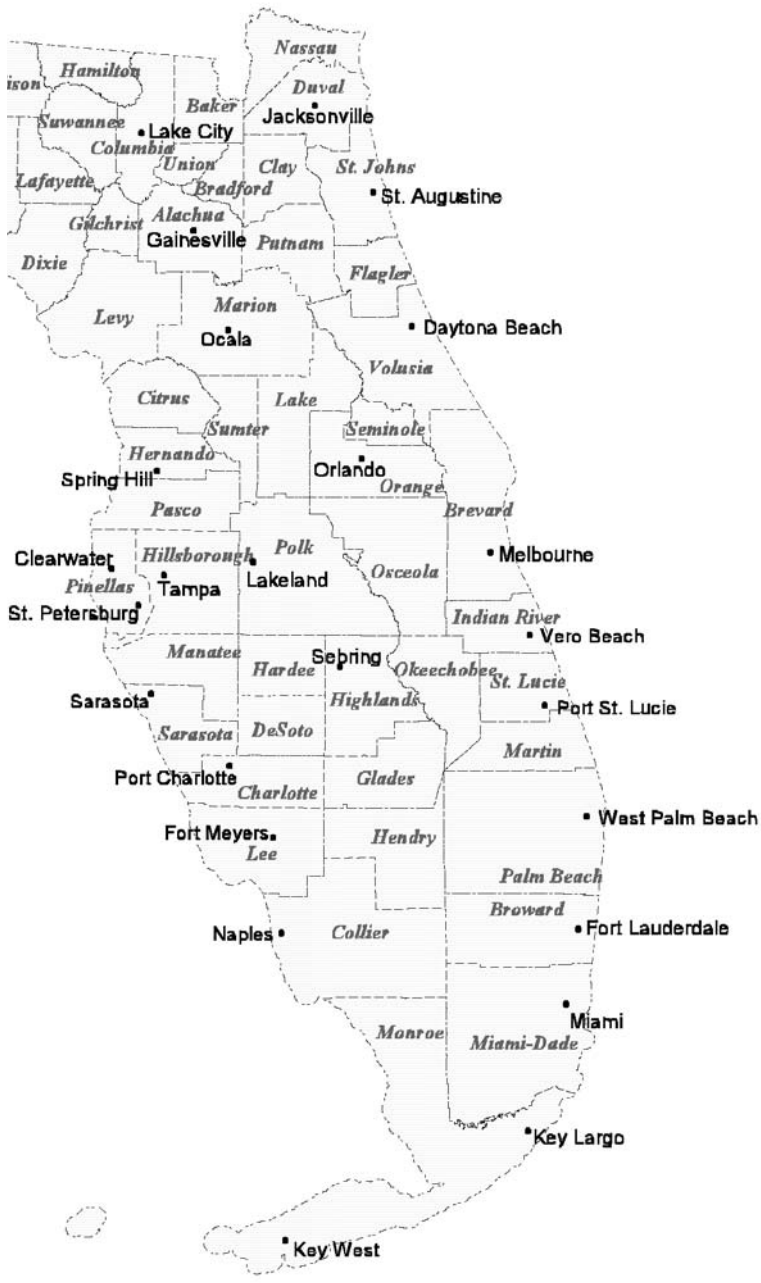 Nassau
Hamilton
ison
Duval
Baker
Jacksonville
Suwannee
Lake City
Columbia
Union
Clay
St. Johns
Lafayette
Bradford
St. Augustine
Gilchrist
Alachua
Gainesville
Putnam
Dixie
Flagler
Levy
Marion
Ocala
Daytona Beach
Volusia
Citrus
Lake
Sumter
Seminole
Hernando
Orlando
Spring Hill
Orange
Pasco
Brevard
Clearwater
Hillsborough
Polk
Melbourne
Osceola
Pinellas
Tampa
Lakeland
St. Petersburg
Indian River
Vero Beach
Manatee
Hardee
Sebring
Okeechobee
St. Lucie
Sarasota
Highlands
Port St. Lucie
Sarasota
DeSoto
Martin
Port Charlotte
Charlotte
Glades
West Palm Beach
Fort Meyers
Hendry
Lee
Palm Beach
Broward
Naples
Collier
Fort Lauderdale
Miami
Monroe
Miami-Dade
Key Largo
Key West